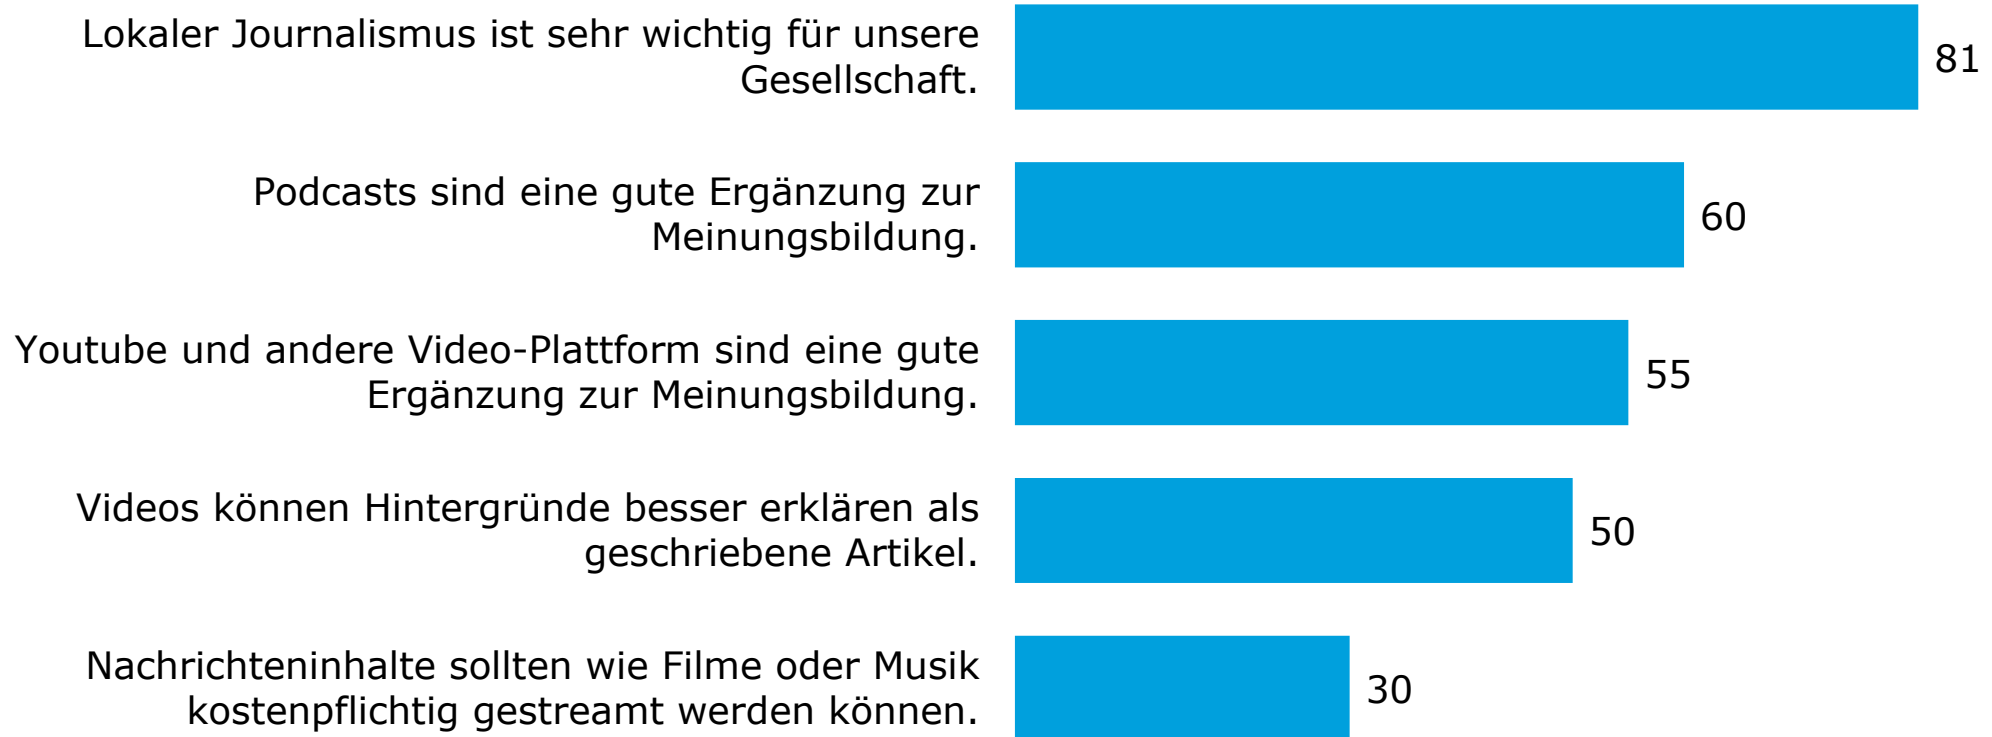 Lokaler Journalismus ist sehr wichtig für unsere
Gesellschaft.
81
Podcasts sind eine gute Ergänzung zur
Meinungsbildung.
60
Youtube und andere Video-Plattform sind eine gute
Ergänzung zur Meinungsbildung.
55
Videos können Hintergründe besser erklären als
geschriebene Artikel.
50
Nachrichteninhalte sollten wie Filme oder Musik
kostenpflichtig gestreamt werden können.
30